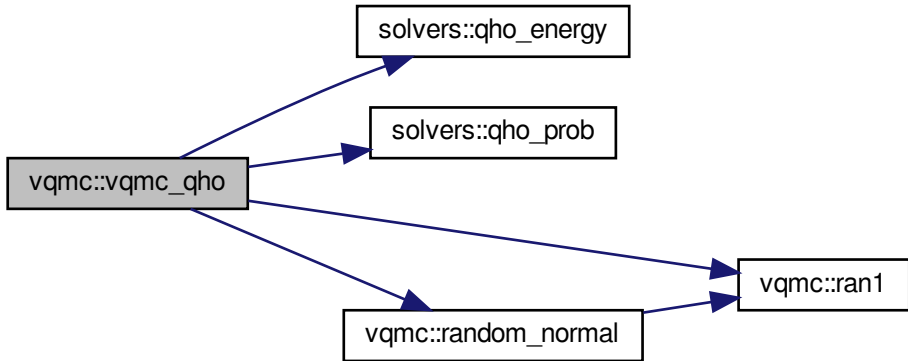 solvers::qho_energy
solvers::qho_prob
vqmc::vqmc_qho
vqmc::ran1
vqmc::random_normal